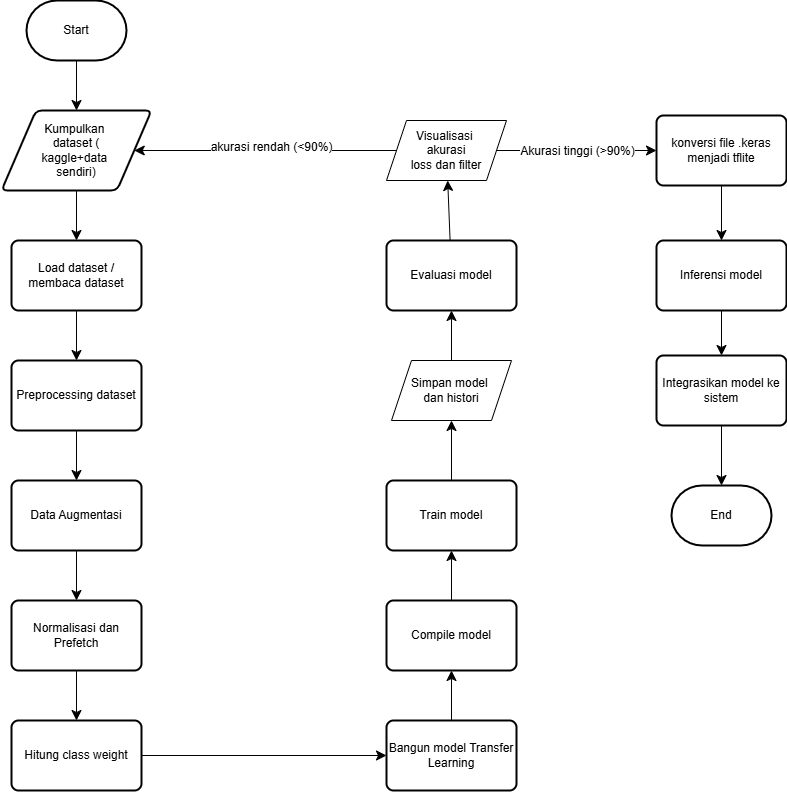 Start
Kumpulkan
dataset (
kaggle+data
sendiri)
Load dataset /
membaca dataset
Preprocessing dataset
Data Augmentasi
Normalisasi dan
Prefetch
Hitung class weight
Bangun model Transfer
Learning
Compile model
Train model
Simpan model
dan histori
Evaluasi model
Visualisasi
akurasi
loss dan filter
akurasi rendah (<90%)
Akurasi tinggi (>90%)
konversi file .keras
menjadi tflite
Inferensi model
Integrasikan model ke
sistem
End